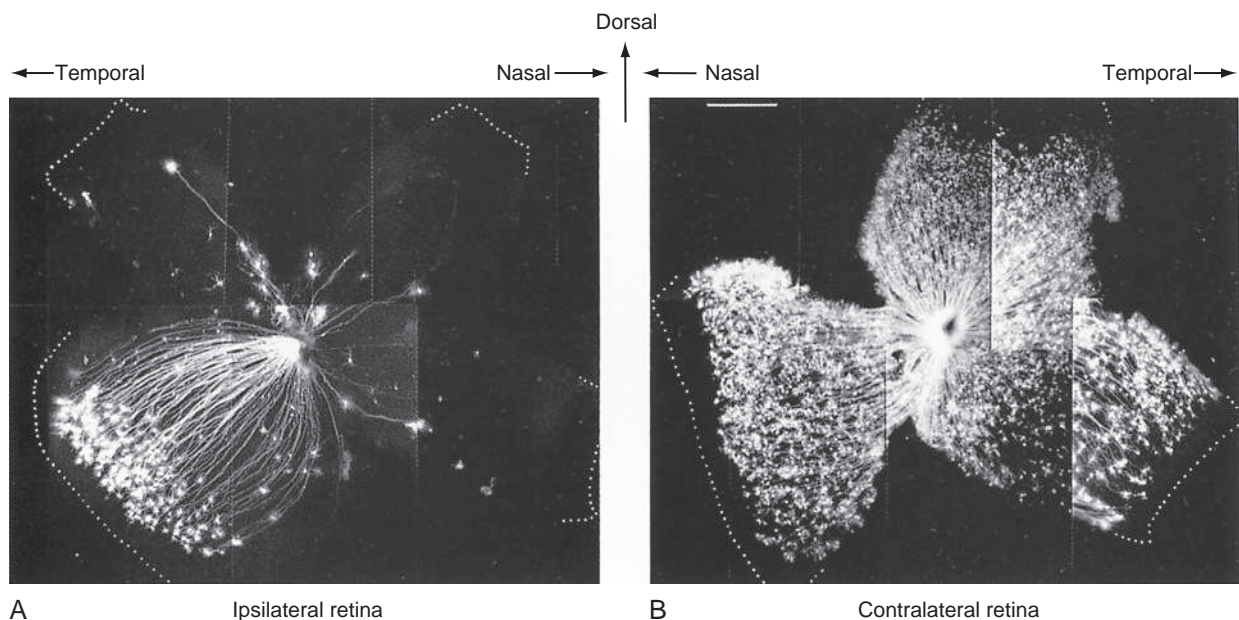 Dorsal
Temporal Nasal Nasal Temporal
A Ipsilateral retina B Contralateral retina